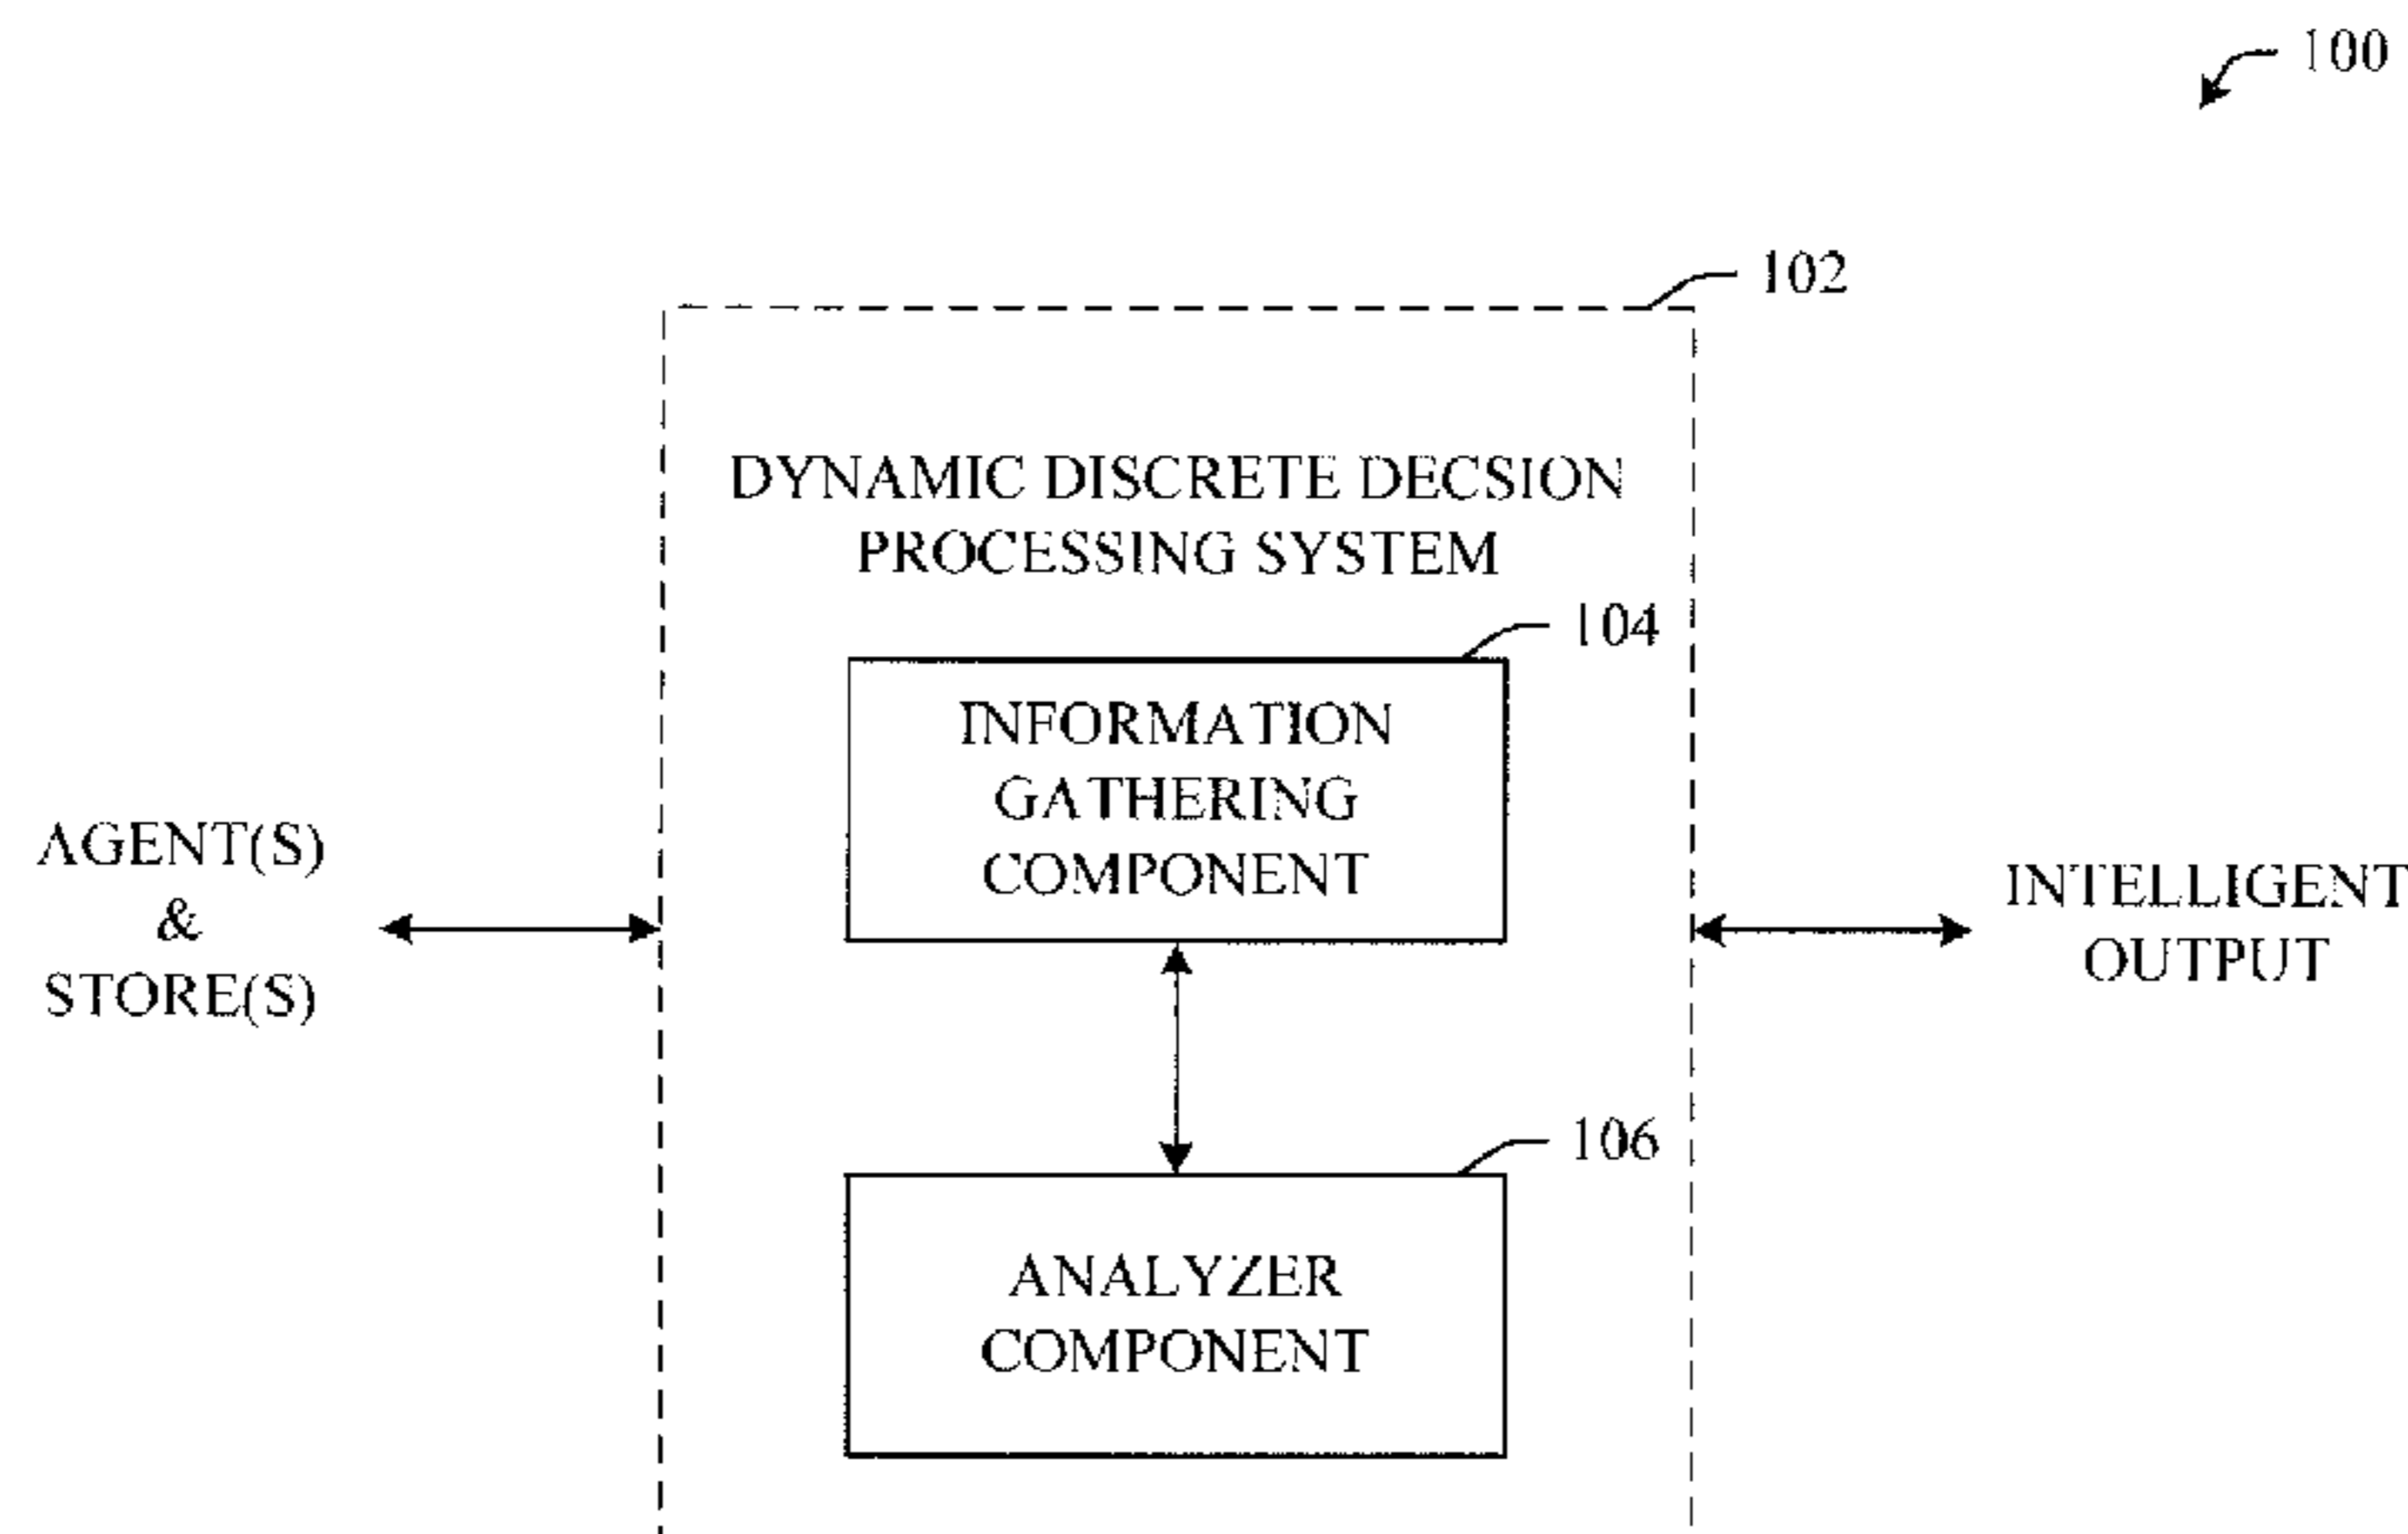 100
102
DYNAMIC DISCRETE DECSION
PROCESSING SYSTEM
104
INFORMATION
GATHERING
COMPONENT
AGENT(S)
&
STORE(S)
INTELLIGENT
OUTPUT
106
ANALYZER
COMPONENT